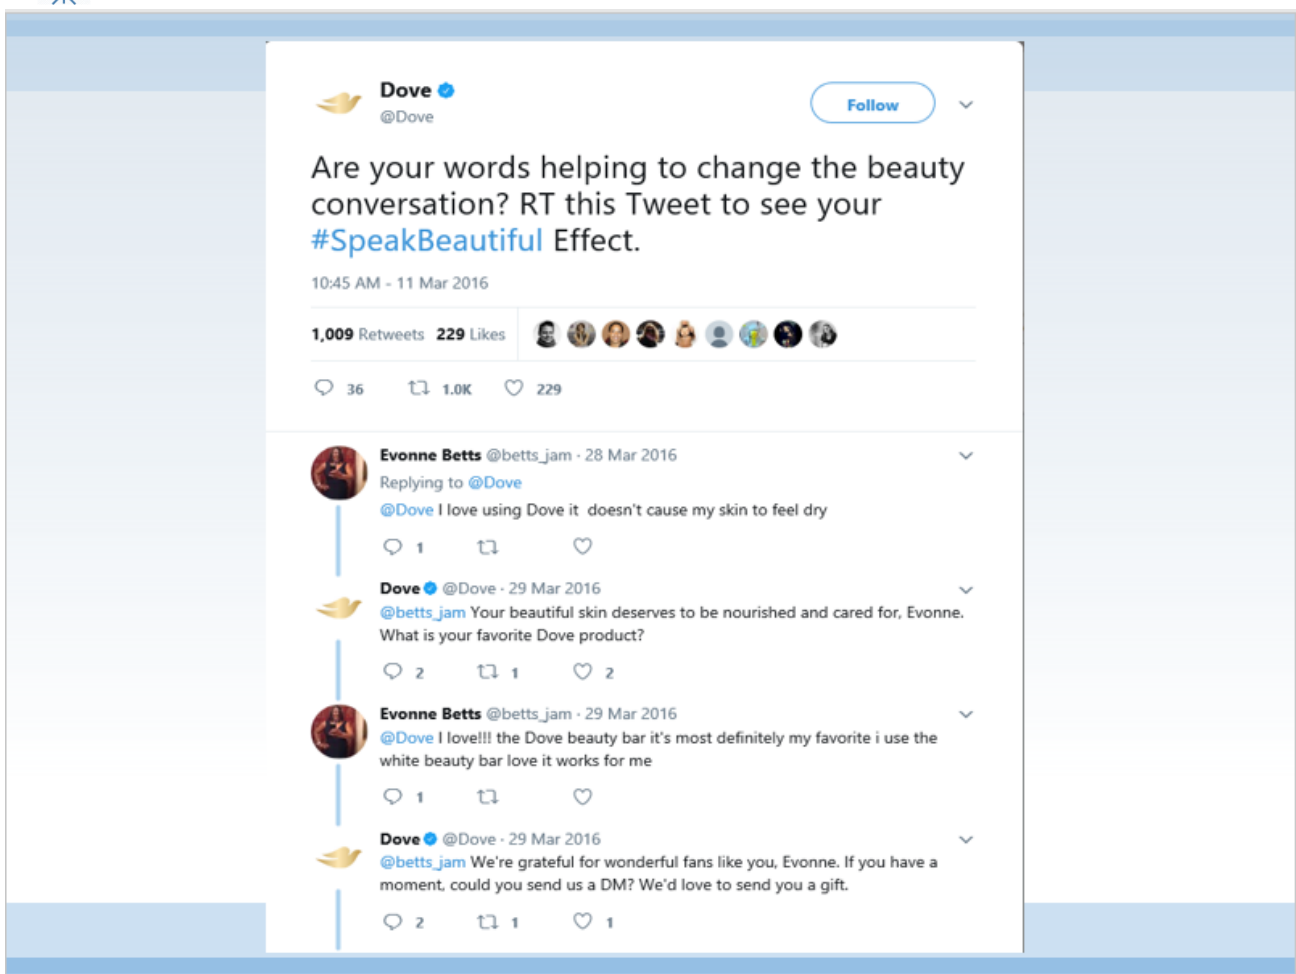 Dove
@Dove
Follow
Are your words helping to change the beauty
conversation? RT this Tweet to see your
#SpeakBeautiful Effect.
10:45 AM - 11 Mar 2016
1,009 Retweets 229 Likes
36 1.0K 229
Evonne Betts @betts_jam · 28 Mar 2016
Replying to @Dove
@Dove I love using Dove it  doesn't cause my skin to feel dry
1
Dove @Dove · 29 Mar 2016
@betts_jam Your beautiful skin deserves to be nourished and cared for, Evonne.
What is your favorite Dove product?
2 1 2
Evonne Betts @betts_jam · 29 Mar 2016
@Dove I love!!! the Dove beauty bar it's most definitely my favorite i use the
white beauty bar love it works for me
1
Dove @Dove · 29 Mar 2016
@betts_jam We're grateful for wonderful fans like you, Evonne. If you have a
moment, could you send us a DM? We'd love to send you a gift.
2 1 1